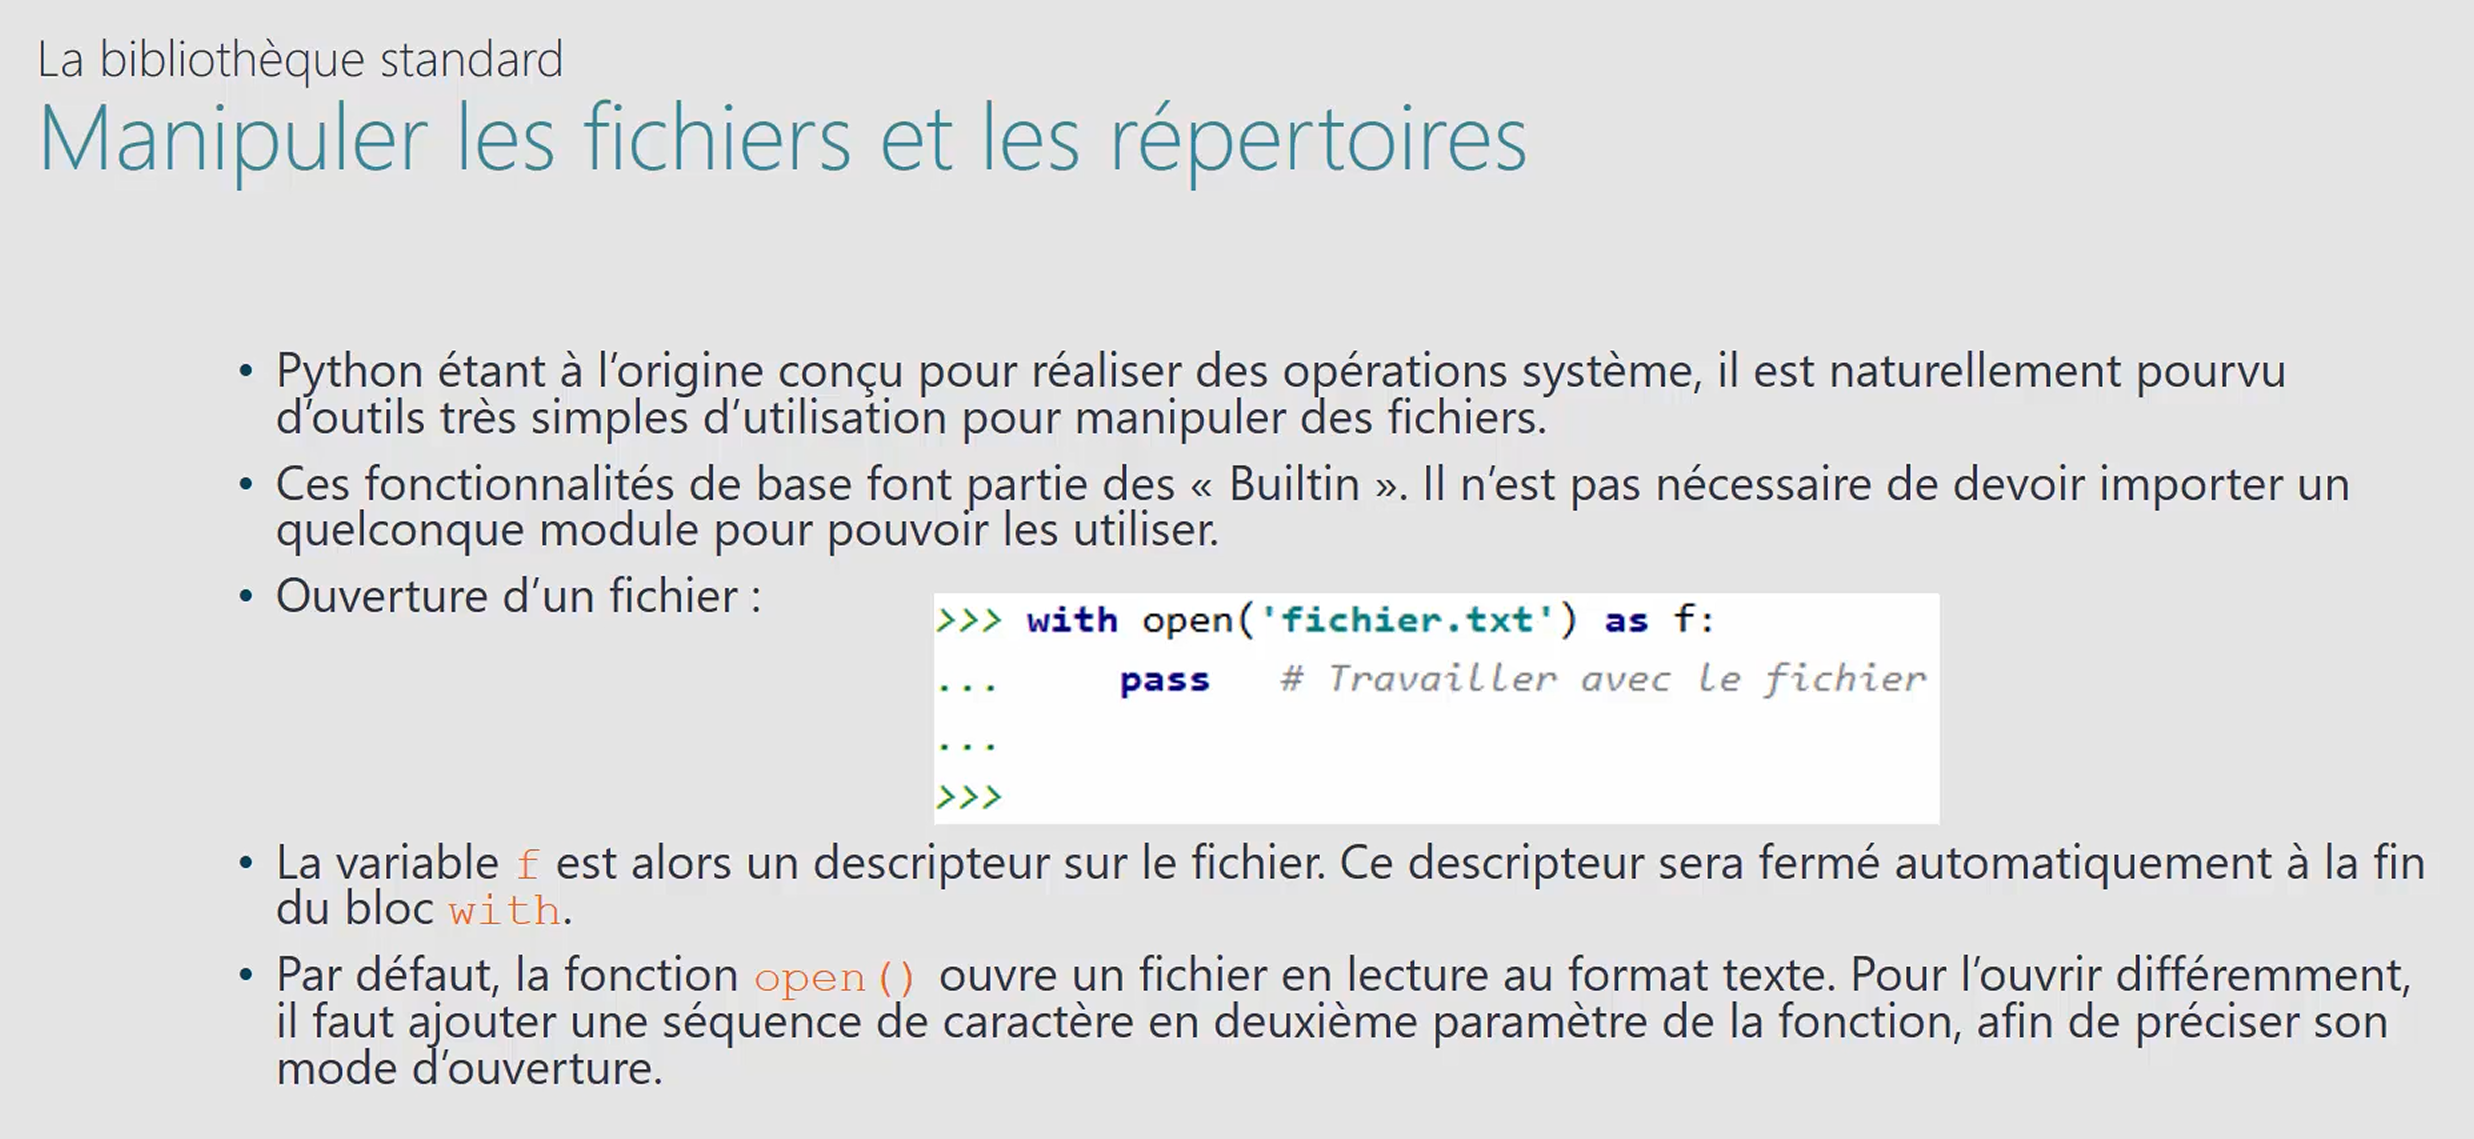 La bibliothèque standard
Manipuler les fichiers et les répertoires
• Python étant à l’origine conçu pour réaliser des opérations système, il est naturellement pourvu
d’outils très simples d’utilisation pour manipuler des fichiers.
• Ces fonctionnalités de base font partie des « Builtin ». Il n’est pas nécessaire de devoir importer un
quelconque module pour pouvoir les utiliser.
• Ouverture d’un fichier :
>>> with open('fichier.txt') as f:
...     pass   # Travailler avec le fichier
...
>>>
• La variable f est alors un descripteur sur le fichier. Ce descripteur sera fermé automatiquement à la fin
du bloc with.
• Par défaut, la fonction open() ouvre un fichier en lecture au format texte. Pour l’ouvrir différemment,
il faut ajouter une séquence de caractère en deuxième paramètre de la fonction, afin de préciser son
mode d’ouverture.